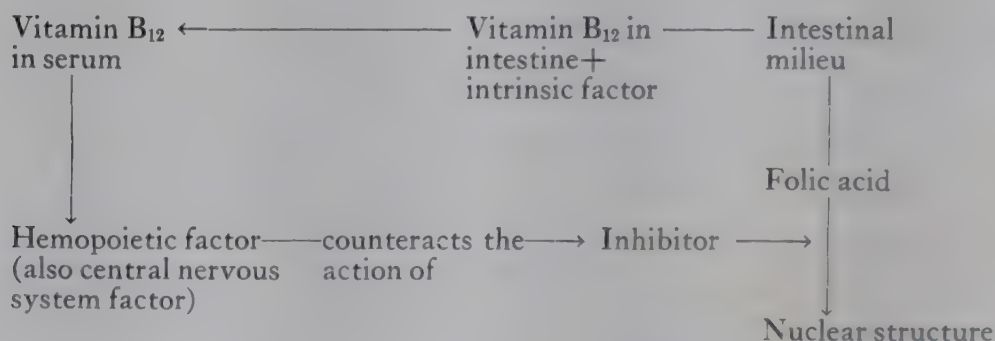 Vitamin B₁₂
in serum
Vitamin B₁₂ in
intestine+
intrinsic factor
Intestinal
milieu
Folic acid
Hemopoietic factor
(also central nervous
system factor)
counteracts the
action of
Inhibitor
Nuclear structure